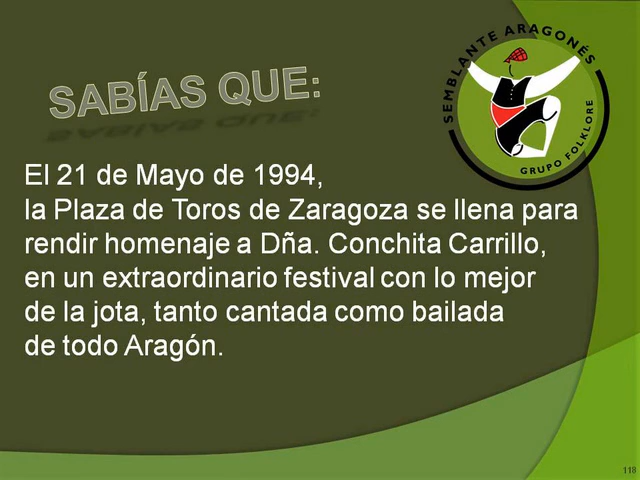 SABÍAS QUE:
SEMBLANTE ARAGONÉS
GRUPO FOLKLORE
El 21 de Mayo de 1994,
la Plaza de Toros de Zaragoza se llena para
rendir homenaje a Dña. Conchita Carrillo,
en un extraordinario festival con lo mejor
de la jota, tanto cantada como bailada
de todo Aragón.
118